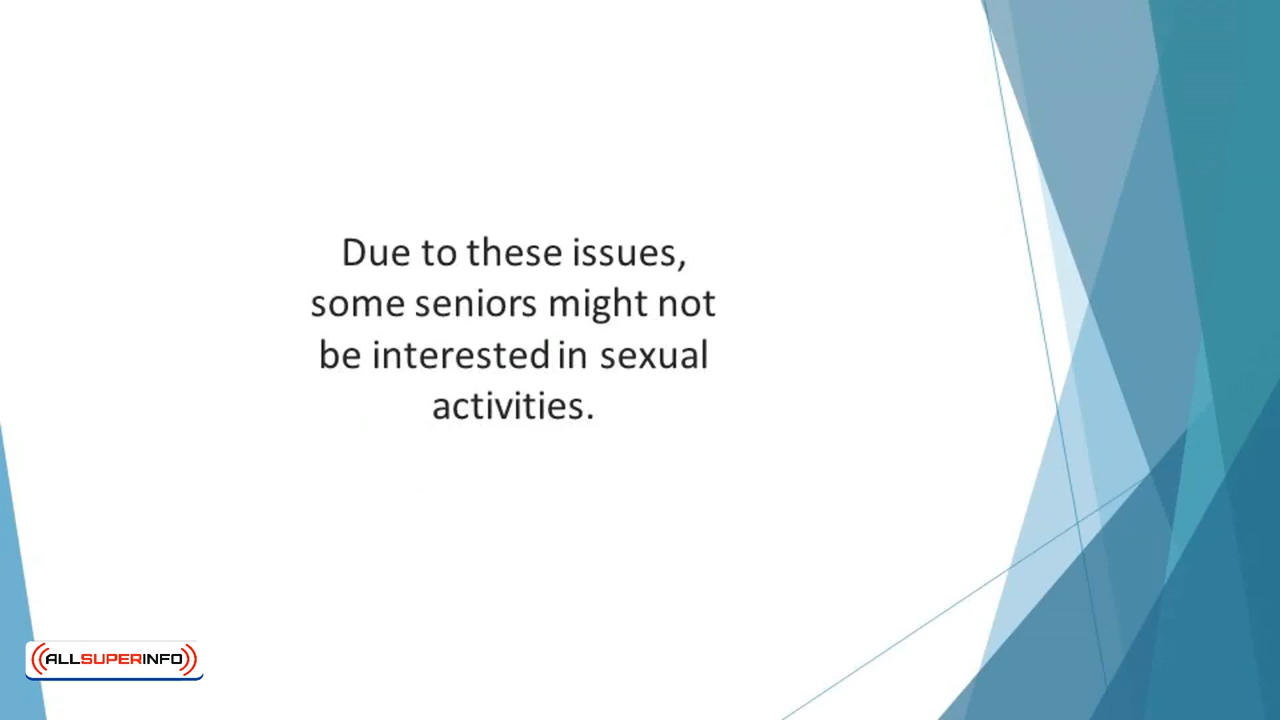 Due to these issues,
some seniors might not
be interested in sexual
activities.
ALLSUPERINFO